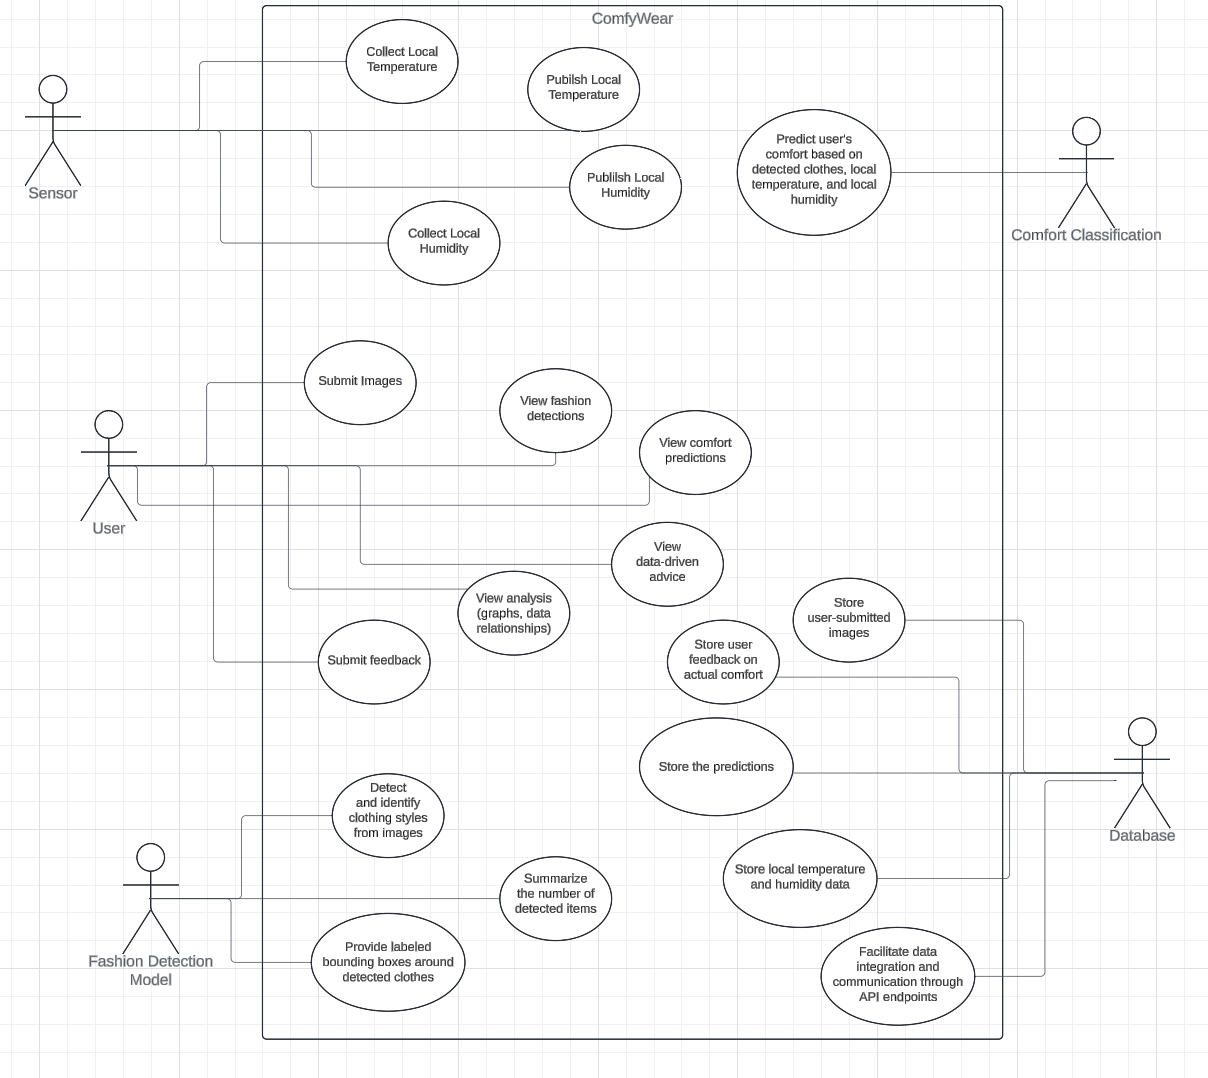 ComfyWear
Collect Local
Temperature
Pubilsh Local
Temperature
Publilsh Local
Humidity
Collect Local
Humidity
Sensor
Predict user's
comfort based on
detected clothes, local
temperature, and local
humidity
Comfort Classification
Submit Images
View fashion
detections
View comfort
predictions
User
View
data-driven
advice
View analysis
(graphs, data
relationships)
Submit feedback
Store
user-submitted
images
Store user
feedback on
actual comfort
Store the predictions
Database
Detect
and identify
clothing styles
from images
Summarize
the number of
detected items
Provide labeled
bounding boxes around
detected clothes
Fashion Detection
Model
Store local temperature
and humidity data
Facilitate data
integration and
communication through
API endpoints